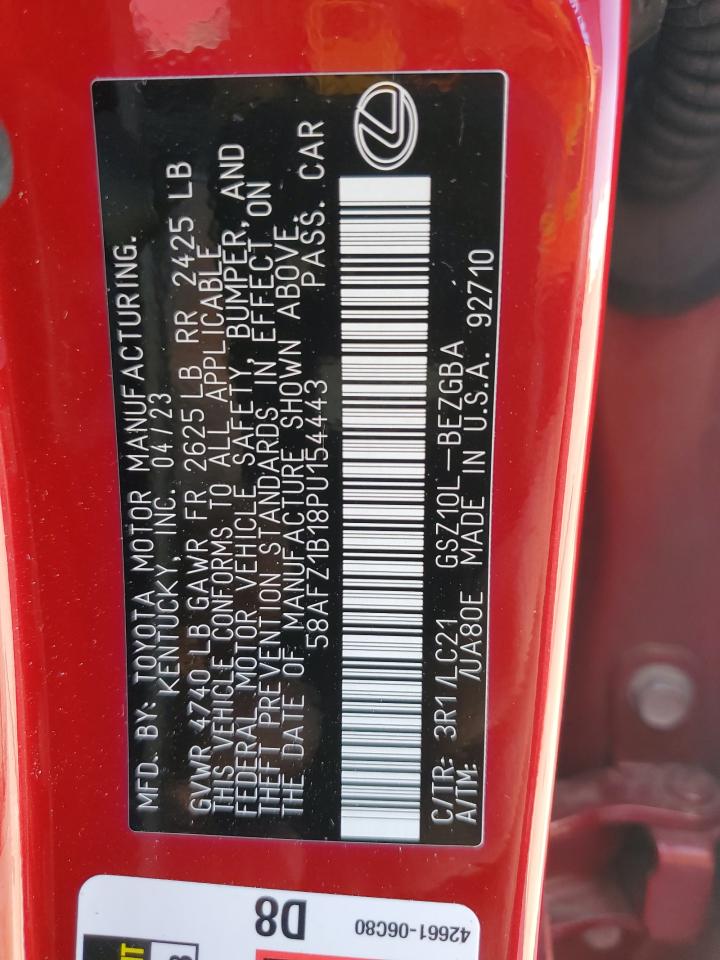 MFD. BY: TOYOTA MOTOR MANUFACTURING.
KENTUCKY, INC. 04/23
GVWR 4740 LB GAWR FR 2625 LB RR 2425 LB
THIS VEHICLE CONFORMS TO ALL APPLICABLE
FEDERAL MOTOR VEHICLE SAFETY, BUMPER, AND
THEFT PREVENTION STANDARDS IN EFFECT ON
THE DATE OF MANUFACTURE SHOWN ABOVE.
58AFZ1B18PU154443 PASS. CAR
C/TR: 3R1/LC21 GSZ10L-BEZGBA
A/TM: /UA80E MADE IN U.S.A. 92710
D8
42661-06C80